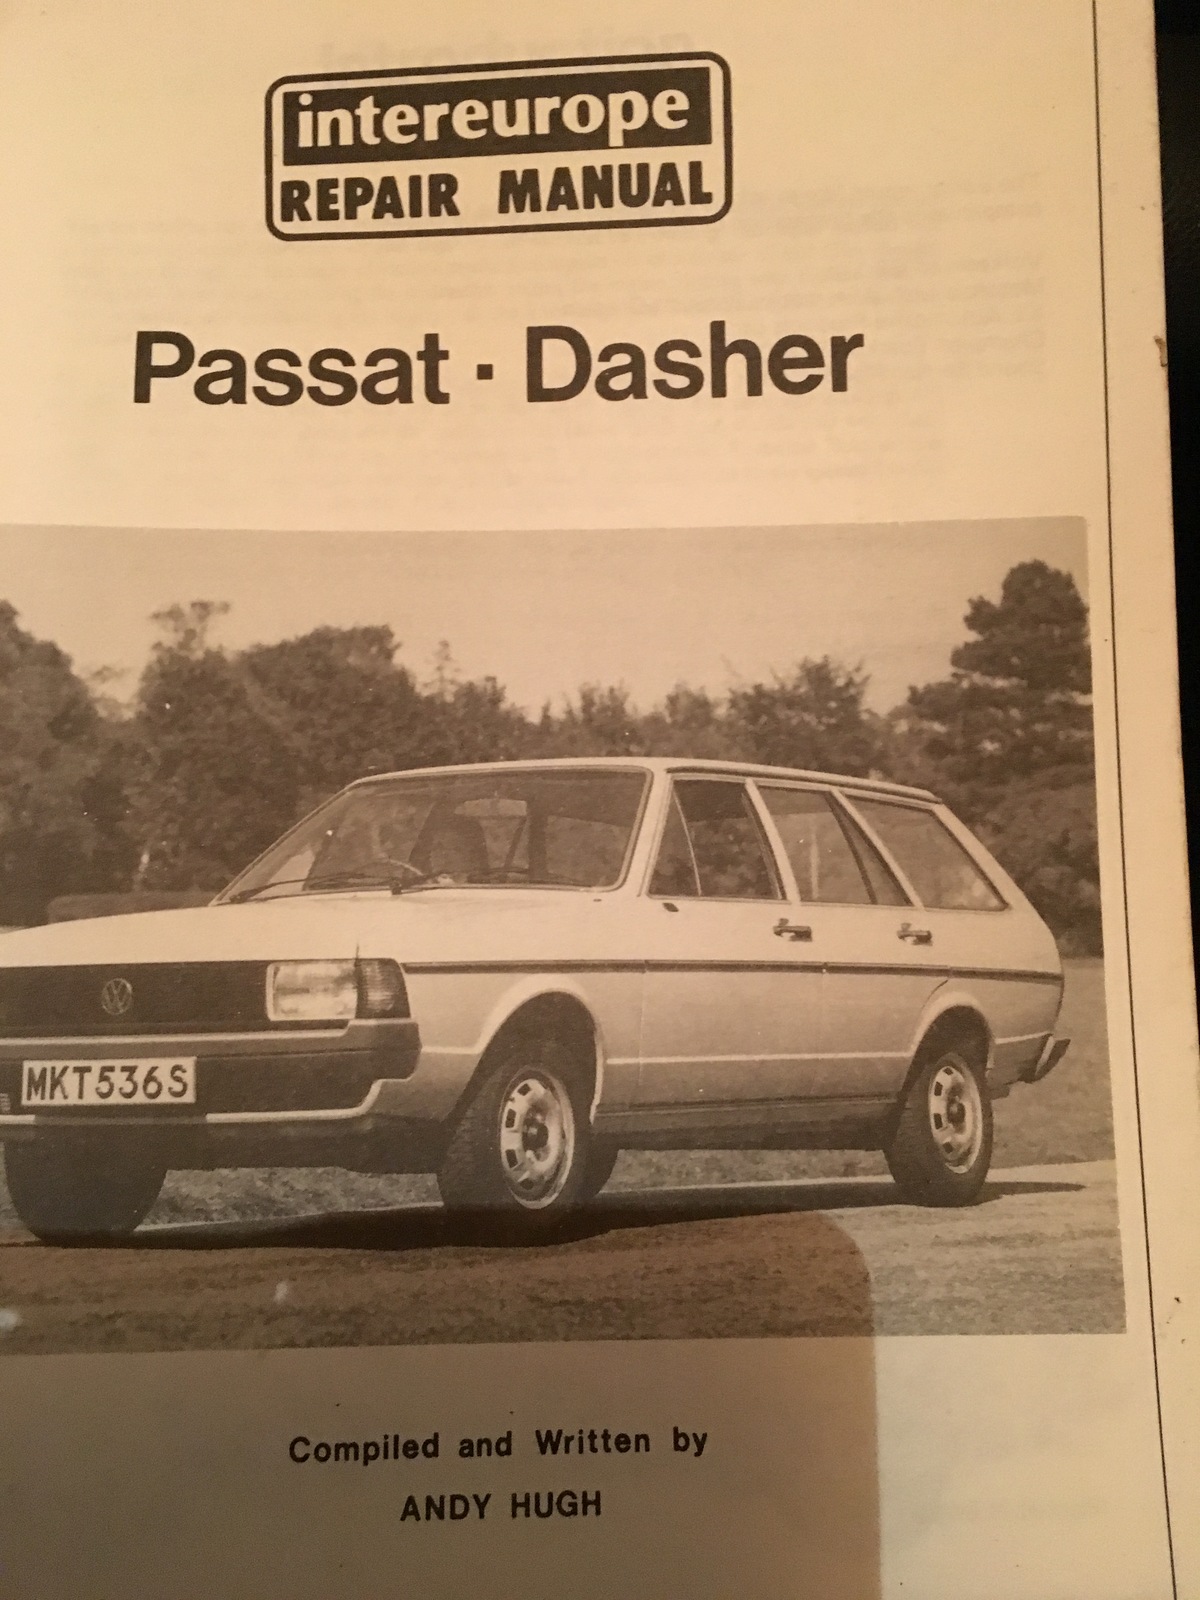 intereurope
REPAIR MANUAL
Passat · Dasher
MKT536S
Compiled and Written by
ANDY HUGH